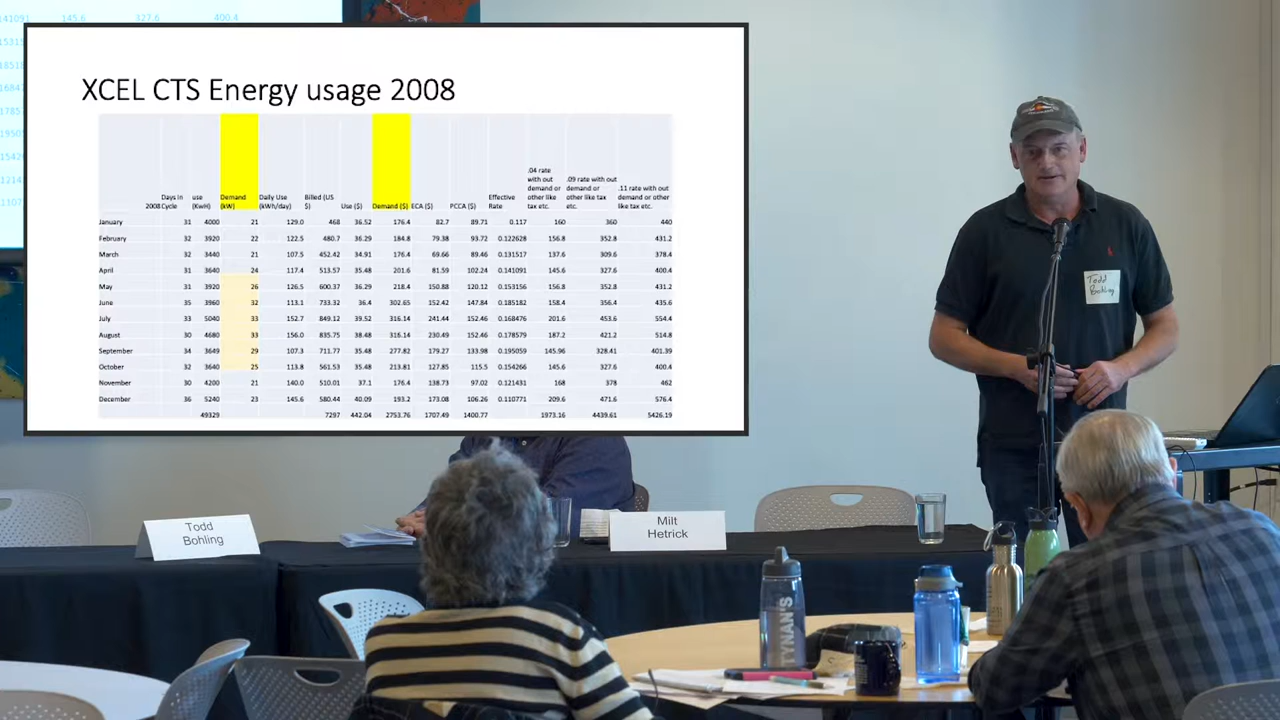 141091 145.6 327.6 400.4
XCEL CTS Energy usage 2008
2008 Days in Cycle use (KwH) Demand (kW) Daily Use (kWh/day) Billed (US $) Use ($) Demand ($) ECA ($) PCCA ($) Effective Rate .04 rate with out demand or other like tax etc. .09 rate with out demand or other like tax etc. .11 rate with out demand or other like tax etc.
January 31 4000 21 129.0 468 36.52 176.4 82.7 89.71 0.117 160 360 440
February 32 3920 22 122.5 480.7 36.29 184.8 79.38 93.72 0.122628 156.8 352.8 431.2
March 32 3440 21 107.5 452.42 34.91 176.4 69.66 89.46 0.131517 137.6 309.6 378.4
April 31 3640 24 117.4 513.57 35.48 201.6 81.59 102.24 0.141091 145.6 327.6 400.4
May 31 3920 26 126.5 600.37 36.29 218.4 150.88 120.12 0.153156 156.8 352.8 431.2
June 35 3960 32 113.1 733.32 36.4 302.65 152.42 147.84 0.185182 158.4 356.4 435.6
July 33 5040 33 152.7 849.12 39.52 316.14 241.44 152.46 0.168476 201.6 453.6 554.4
August 30 4680 33 156.0 835.75 38.48 316.14 230.49 152.46 0.178579 187.2 421.2 514.8
September 34 3649 29 107.3 711.77 35.48 277.82 179.27 133.98 0.195059 145.96 328.41 401.39
October 32 3640 25 113.8 561.53 35.48 213.81 127.85 115.5 0.154266 145.6 327.6 400.4
November 30 4200 21 140.0 510.01 37.1 176.4 138.73 97.02 0.121431 168 378 462
December 36 5240 23 145.6 580.44 40.09 193.2 173.08 106.26 0.110771 209.6 471.6 576.4
49329 7297 442.04 2753.76 1707.49 1400.77 1973.16 4439.61 5426.19
Todd
Bohling
Todd
Bohling
Milt
Hetrick
TYNAN'S